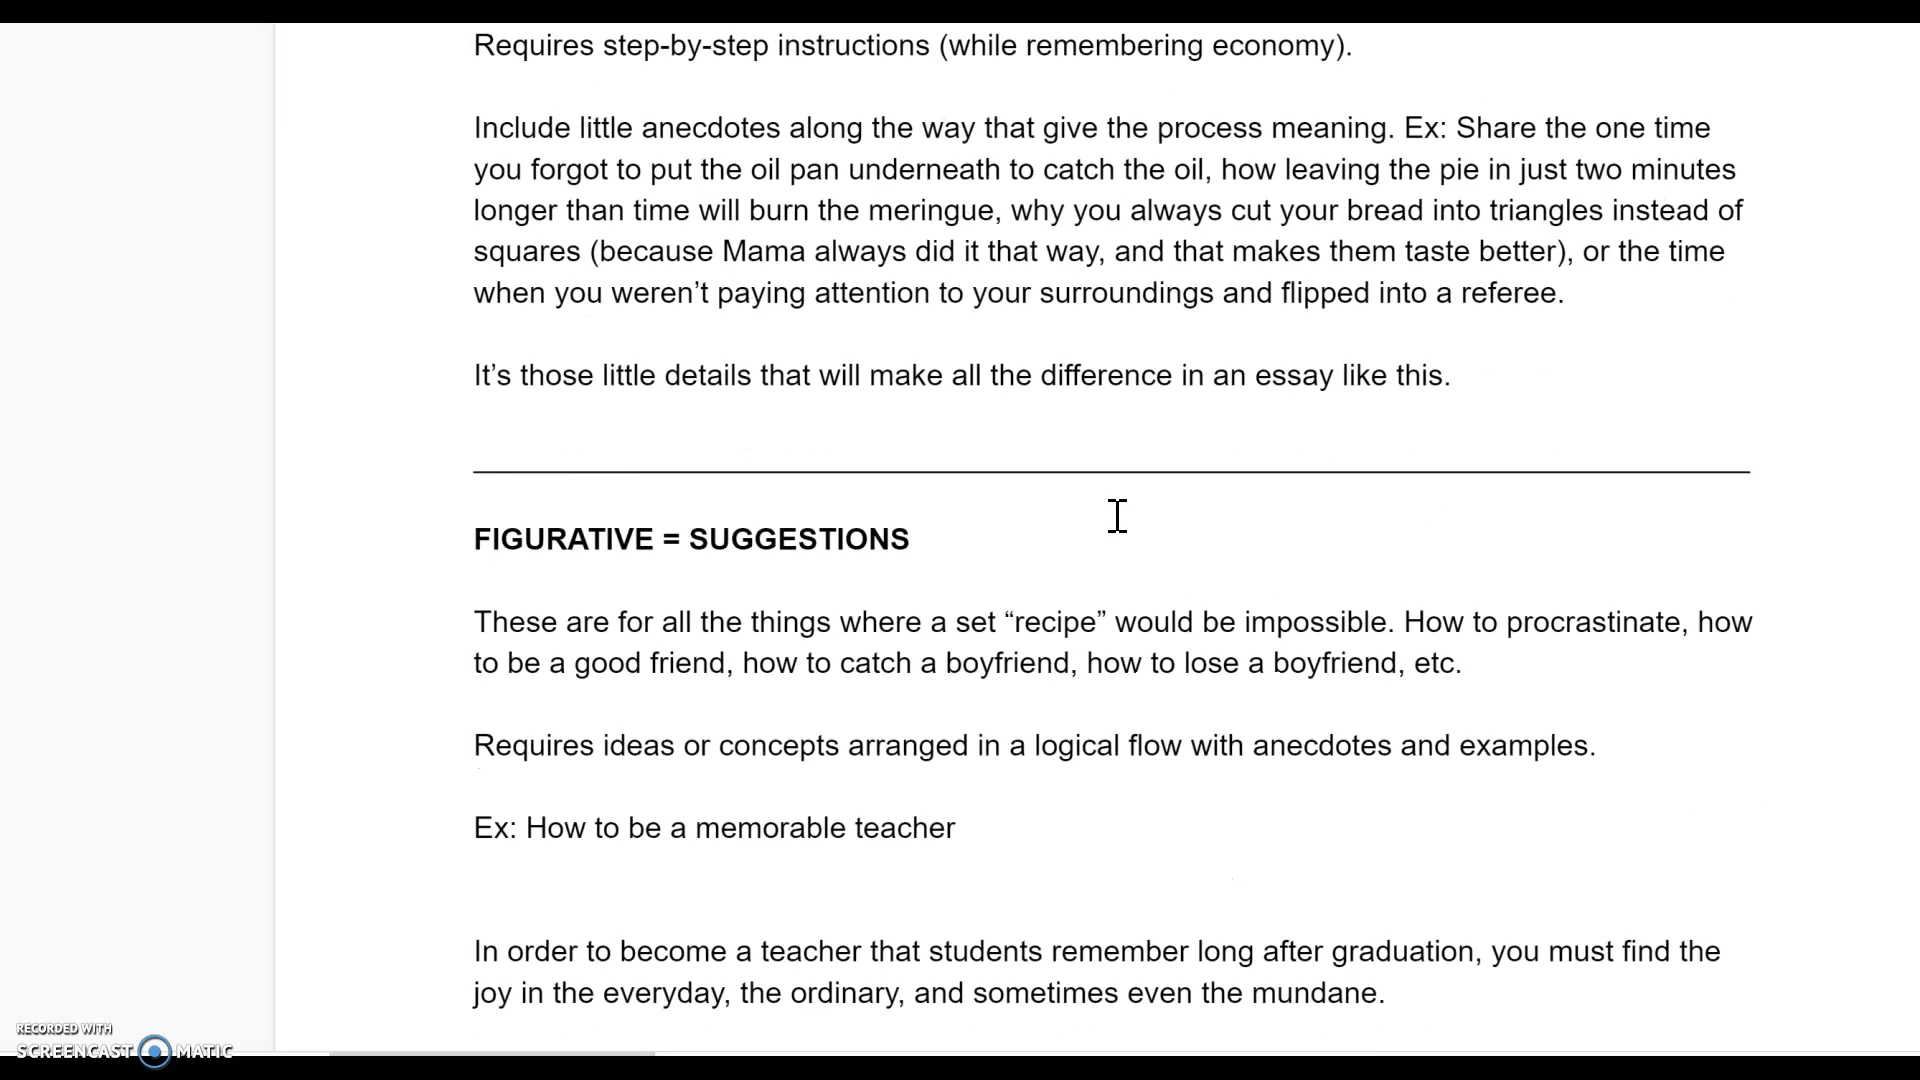 Requires step-by-step instructions (while remembering economy).
Include little anecdotes along the way that give the process meaning. Ex: Share the one time
you forgot to put the oil pan underneath to catch the oil, how leaving the pie in just two minutes
longer than time will burn the meringue, why you always cut your bread into triangles instead of
squares (because Mama always did it that way, and that makes them taste better), or the time
when you weren’t paying attention to your surroundings and flipped into a referee.
It’s those little details that will make all the difference in an essay like this.
FIGURATIVE = SUGGESTIONS
These are for all the things where a set “recipe” would be impossible. How to procrastinate, how
to be a good friend, how to catch a boyfriend, how to lose a boyfriend, etc.
Requires ideas or concepts arranged in a logical flow with anecdotes and examples.
Ex: How to be a memorable teacher
In order to become a teacher that students remember long after graduation, you must find the
joy in the everyday, the ordinary, and sometimes even the mundane.
RECORDED WITH
SCREENCAST MATIC